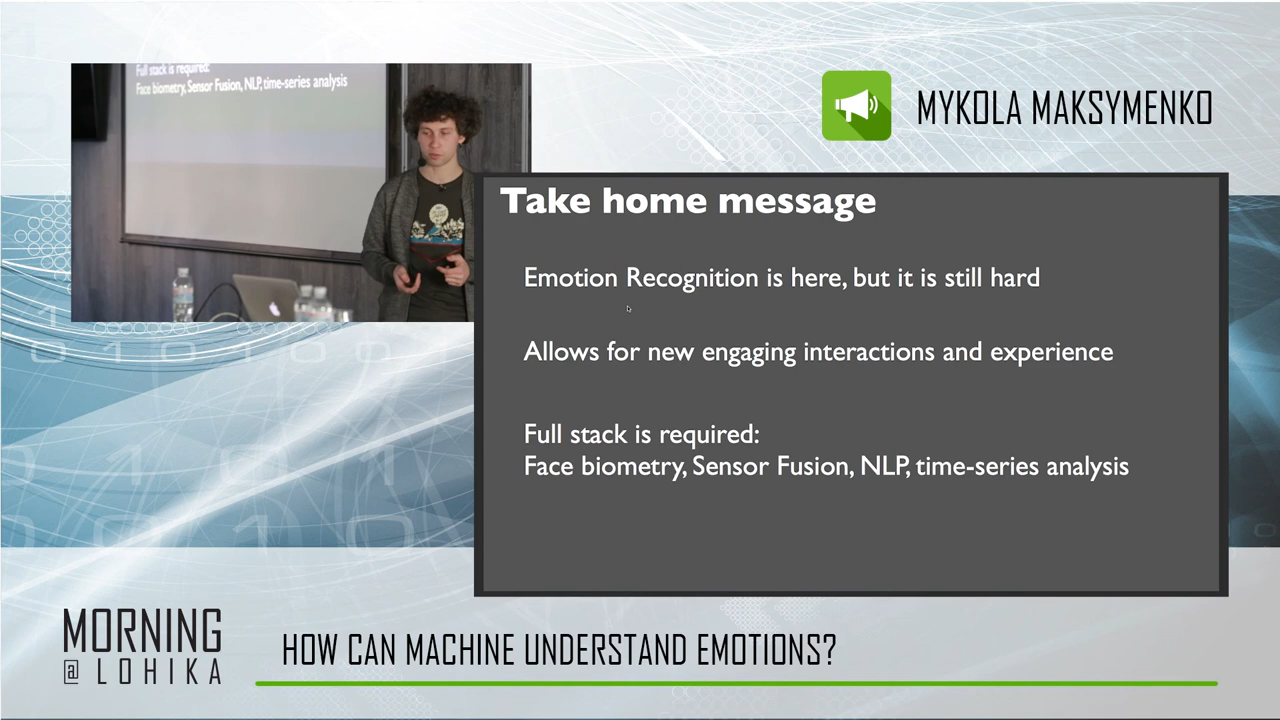 Full stack is required:
Face biometry, Sensor Fusion, NLP, time-series analysis
MYKOLA MAKSYMENKO
Take home message
Emotion Recognition is here, but it is still hard
Allows for new engaging interactions and experience
Full stack is required:
Face biometry, Sensor Fusion, NLP, time-series analysis
MORNING
@ LOHIKA
HOW CAN MACHINE UNDERSTAND EMOTIONS?